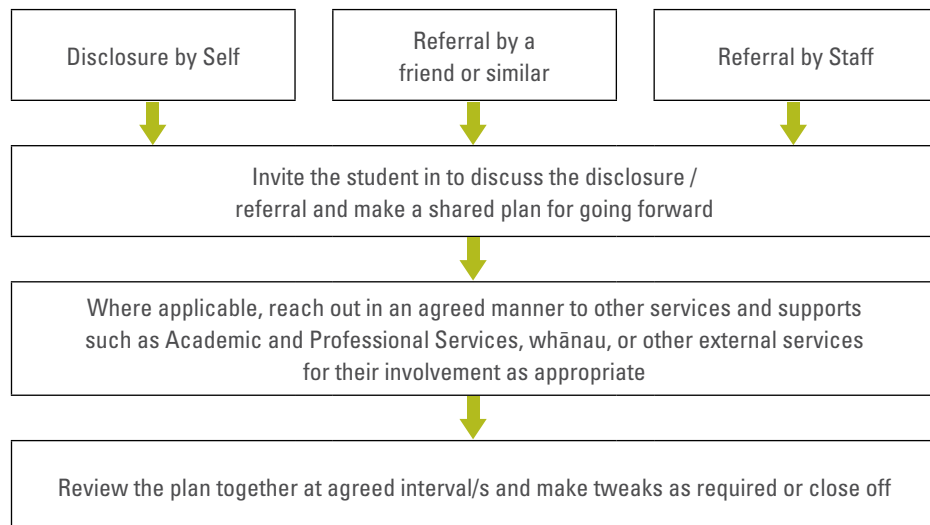 Disclosure by Self
Referral by a
friend or similar
Referral by Staff
Invite the student in to discuss the disclosure /
referral and make a shared plan for going forward
Where applicable, reach out in an agreed manner to other services and supports
such as Academic and Professional Services, whānau, or other external services
for their involvement as appropriate
Review the plan together at agreed interval/s and make tweaks as required or close off